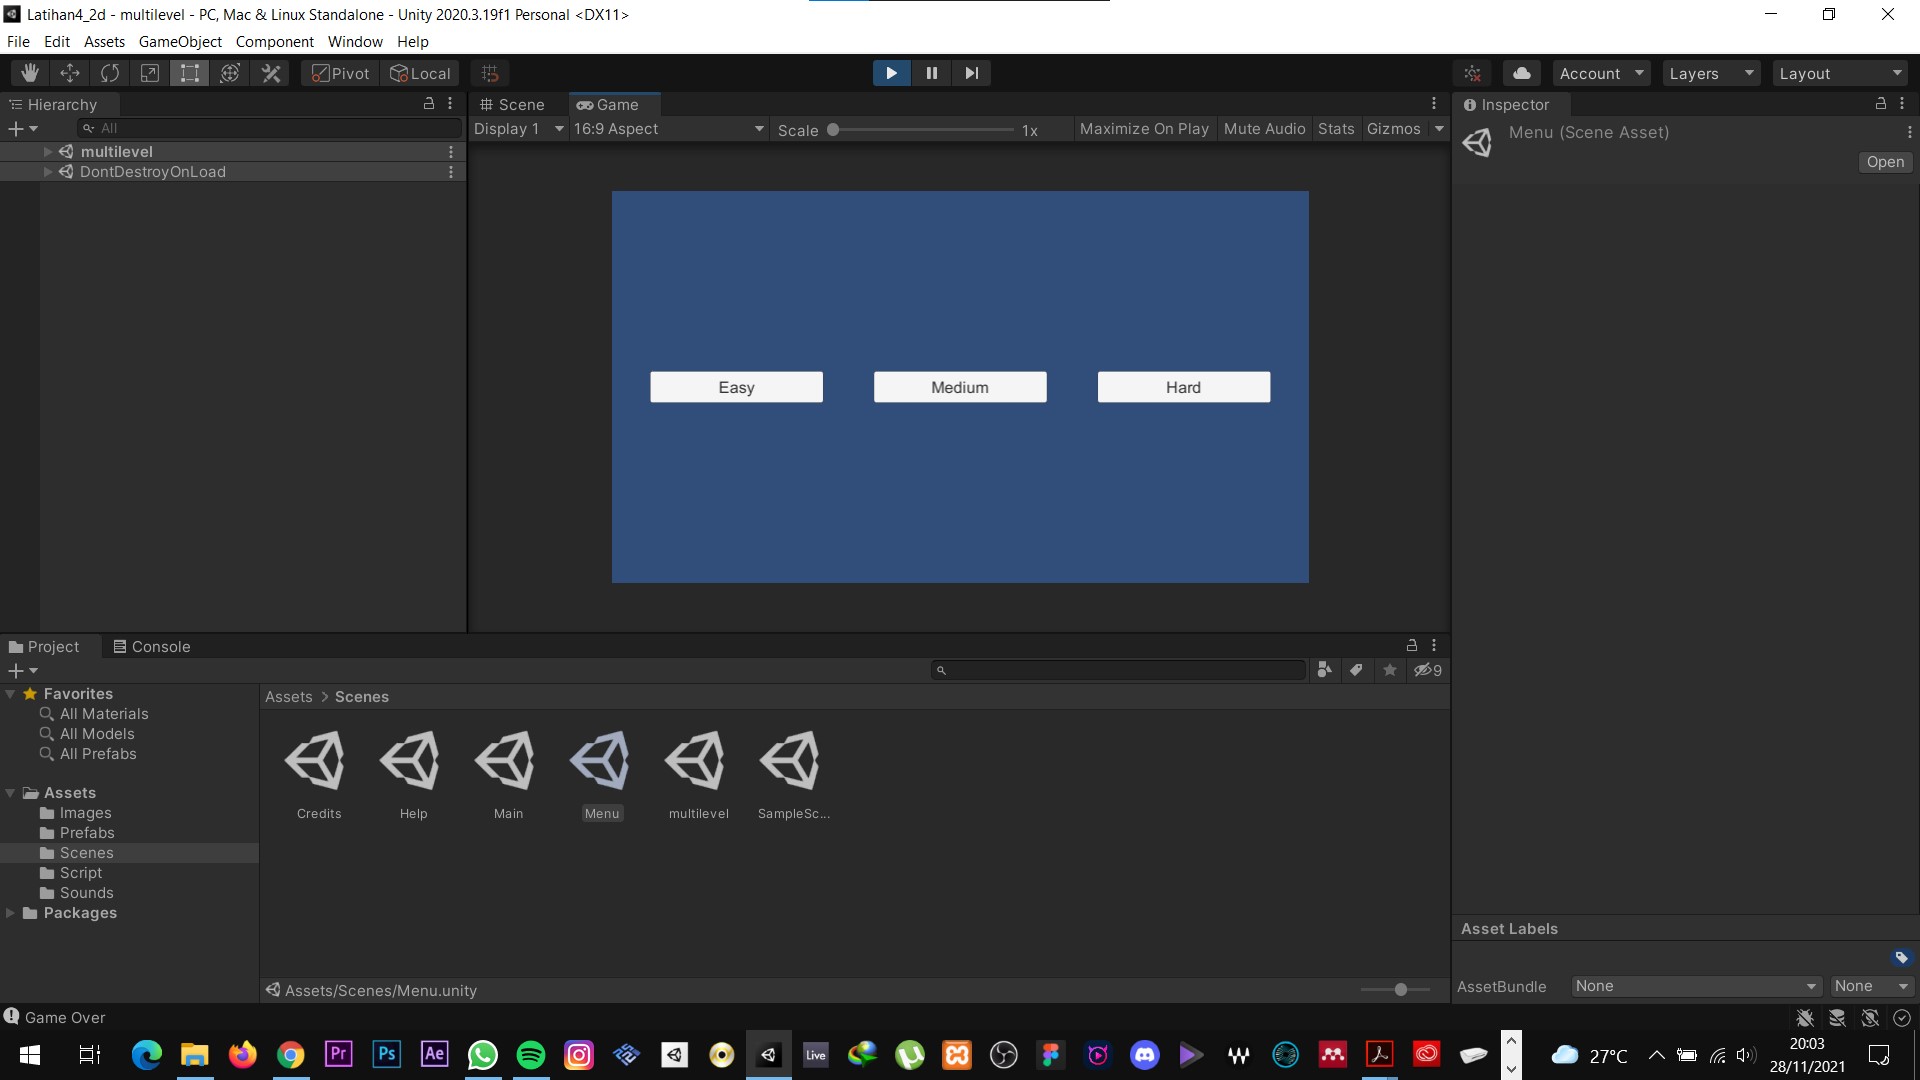 Latihan4_2d - multilevel - PC, Mac & Linux Standalone - Unity 2020.3.19f1 Personal <DX11>
File Edit Assets GameObject Component Window Help
Pivot Local Account Layers Layout
Hierarchy Scene Game Inspector
All
Display 1 16:9 Aspect Scale 1x Maximize On Play Mute Audio Stats Gizmos
Menu (Scene Asset)
Open
multilevel
DontDestroyOnLoad
Easy Medium Hard
Project Console
9
Favorites
All Materials
All Models
All Prefabs
Assets
Images
Prefabs
Scenes
Script
Sounds
Packages
Assets > Scenes
Credits Help Main Menu multilevel SampleSc...
Assets/Scenes/Menu.unity
Asset Labels
AssetBundle None None
Game Over
Pr Ps Ae Live W 27°C
20:03
28/11/2021